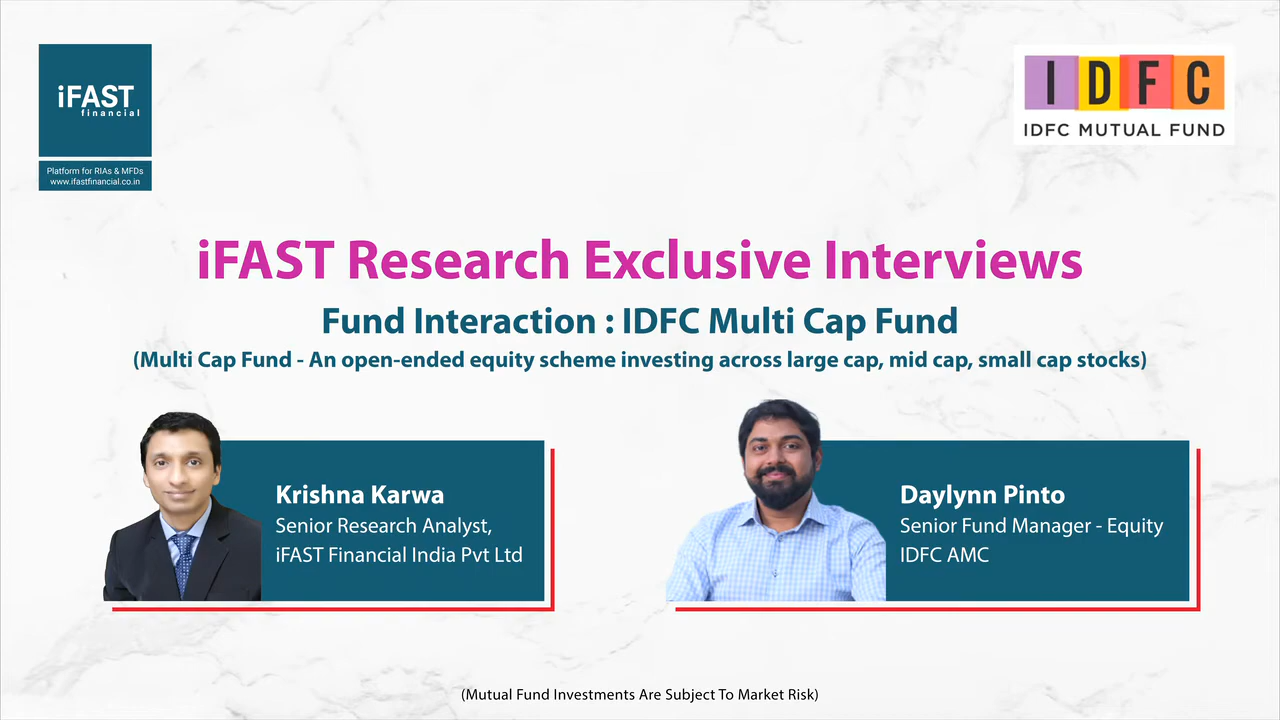 iFAST
financial
Platform for RIAs & MFDs
www.ifastfinancial.co.in
IDFC
IDFC MUTUAL FUND
iFAST Research Exclusive Interviews
Fund Interaction : IDFC Multi Cap Fund
(Multi Cap Fund - An open-ended equity scheme investing across large cap, mid cap, small cap stocks)
Krishna Karwa
Senior Research Analyst,
iFAST Financial India Pvt Ltd
Daylynn Pinto
Senior Fund Manager - Equity
IDFC AMC
(Mutual Fund Investments Are Subject To Market Risk)